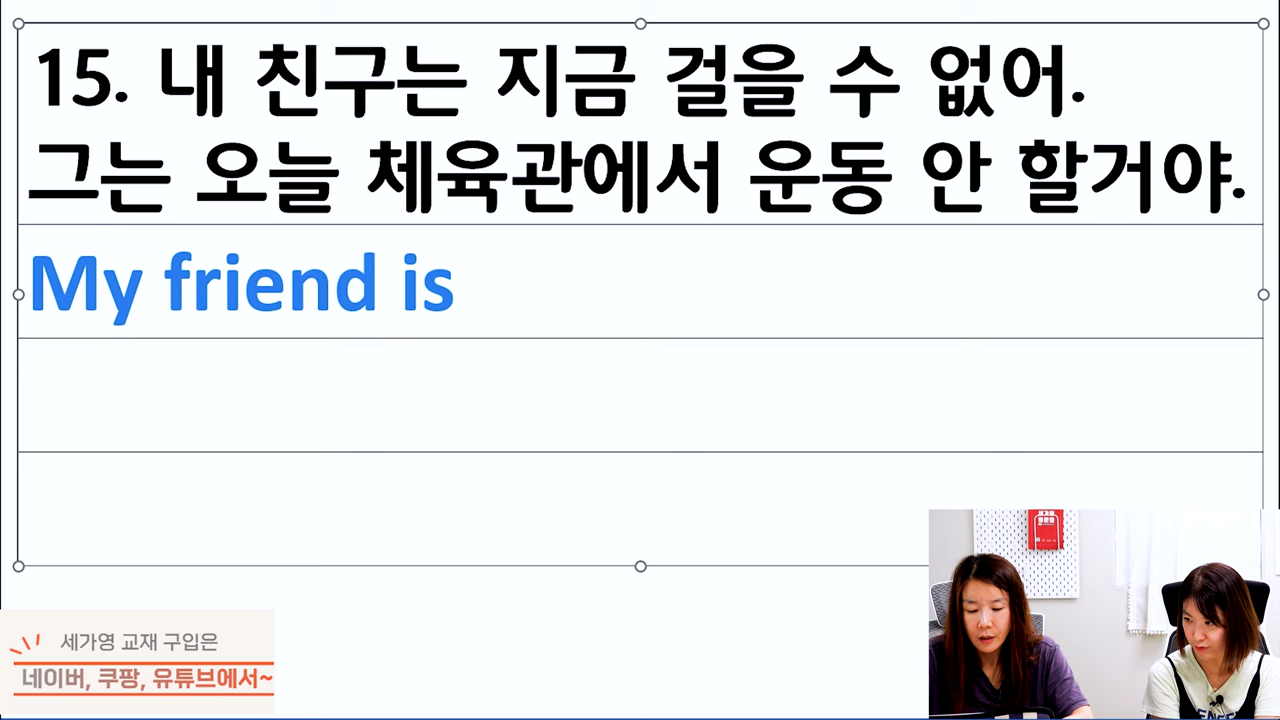 15. 내 친구는 지금 걸을 수 없어.
그는 오늘 체육관에서 운동 안 할거야.
My friend is
세가영 교재 구입은
네이버, 쿠팡, 유튜브에서~